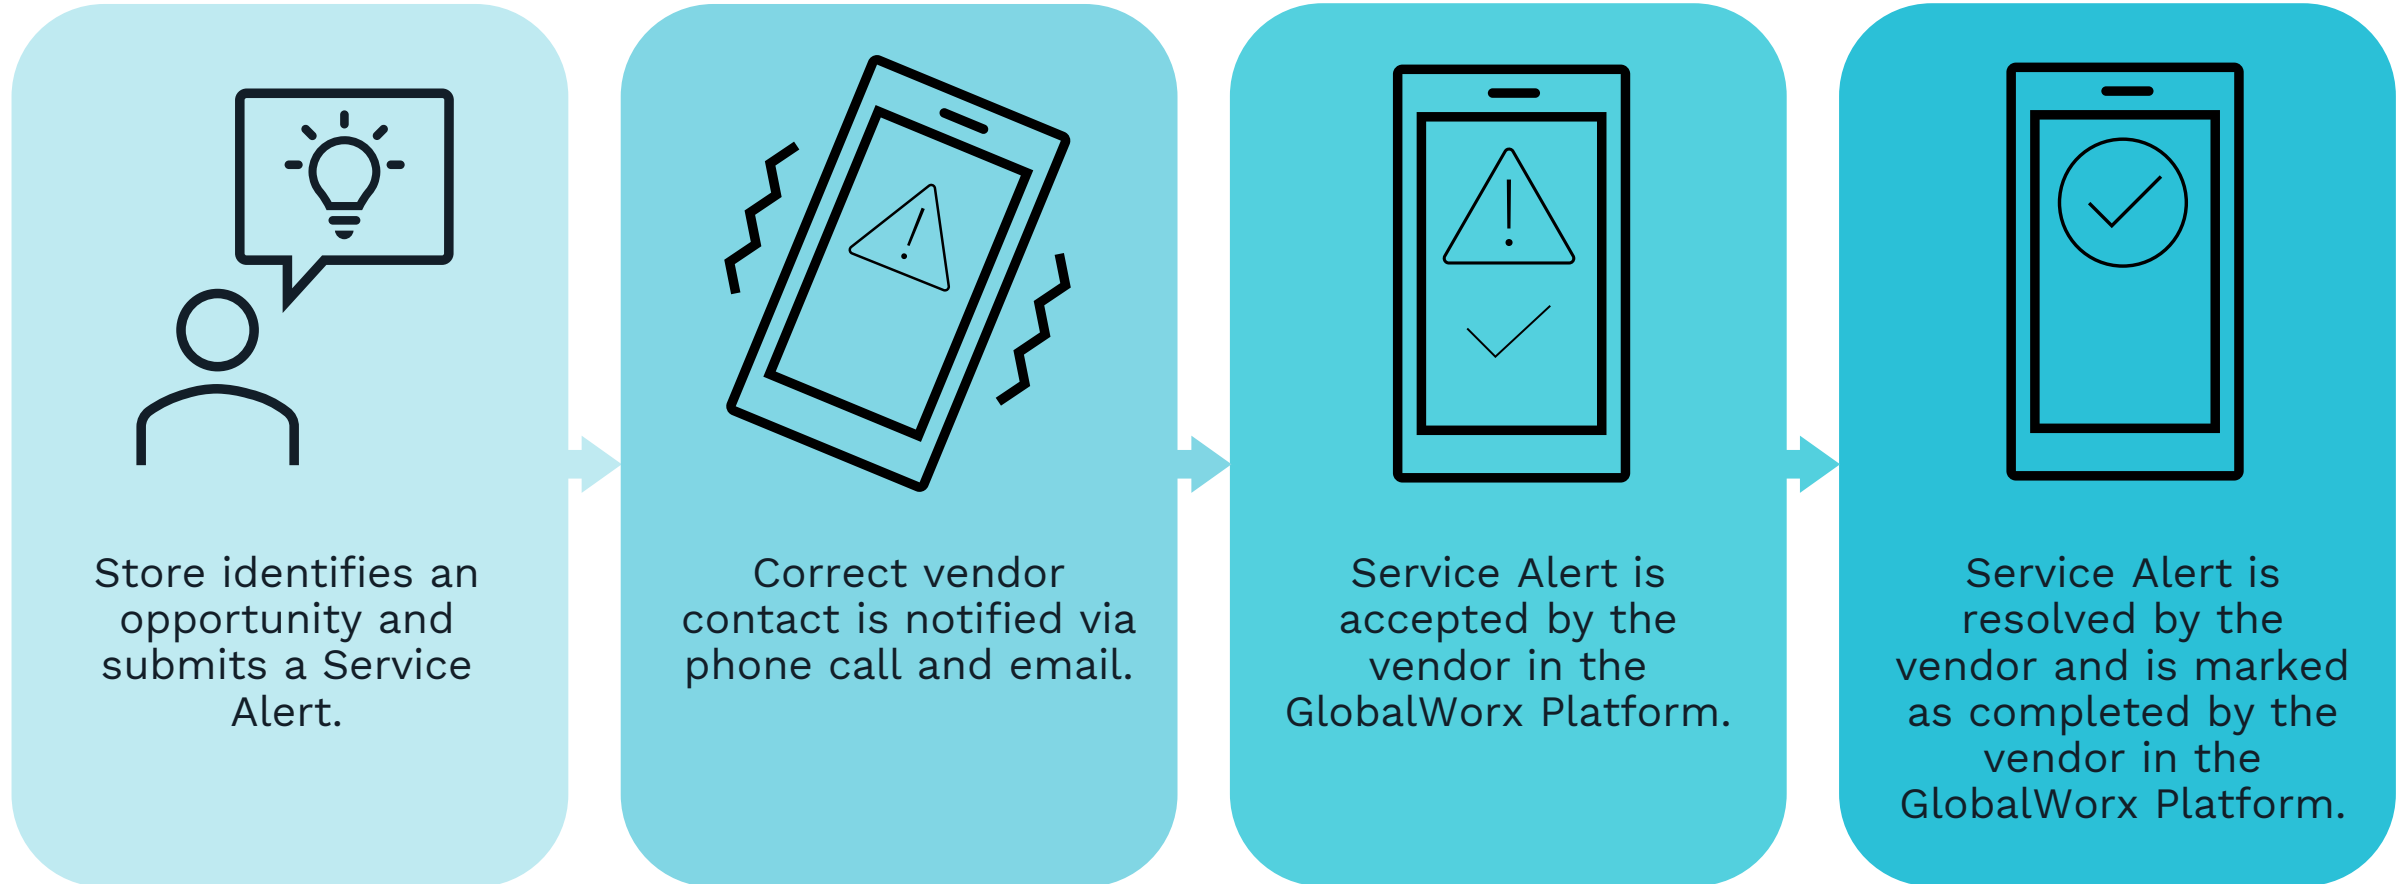 Store identifies an
opportunity and
submits a Service
Alert.
Correct vendor
contact is notified via
phone call and email.
Service Alert is
accepted by the
vendor in the
GlobalWorx Platform.
Service Alert is
resolved by the
vendor and is marked
as completed by the
vendor in the
GlobalWorx Platform.